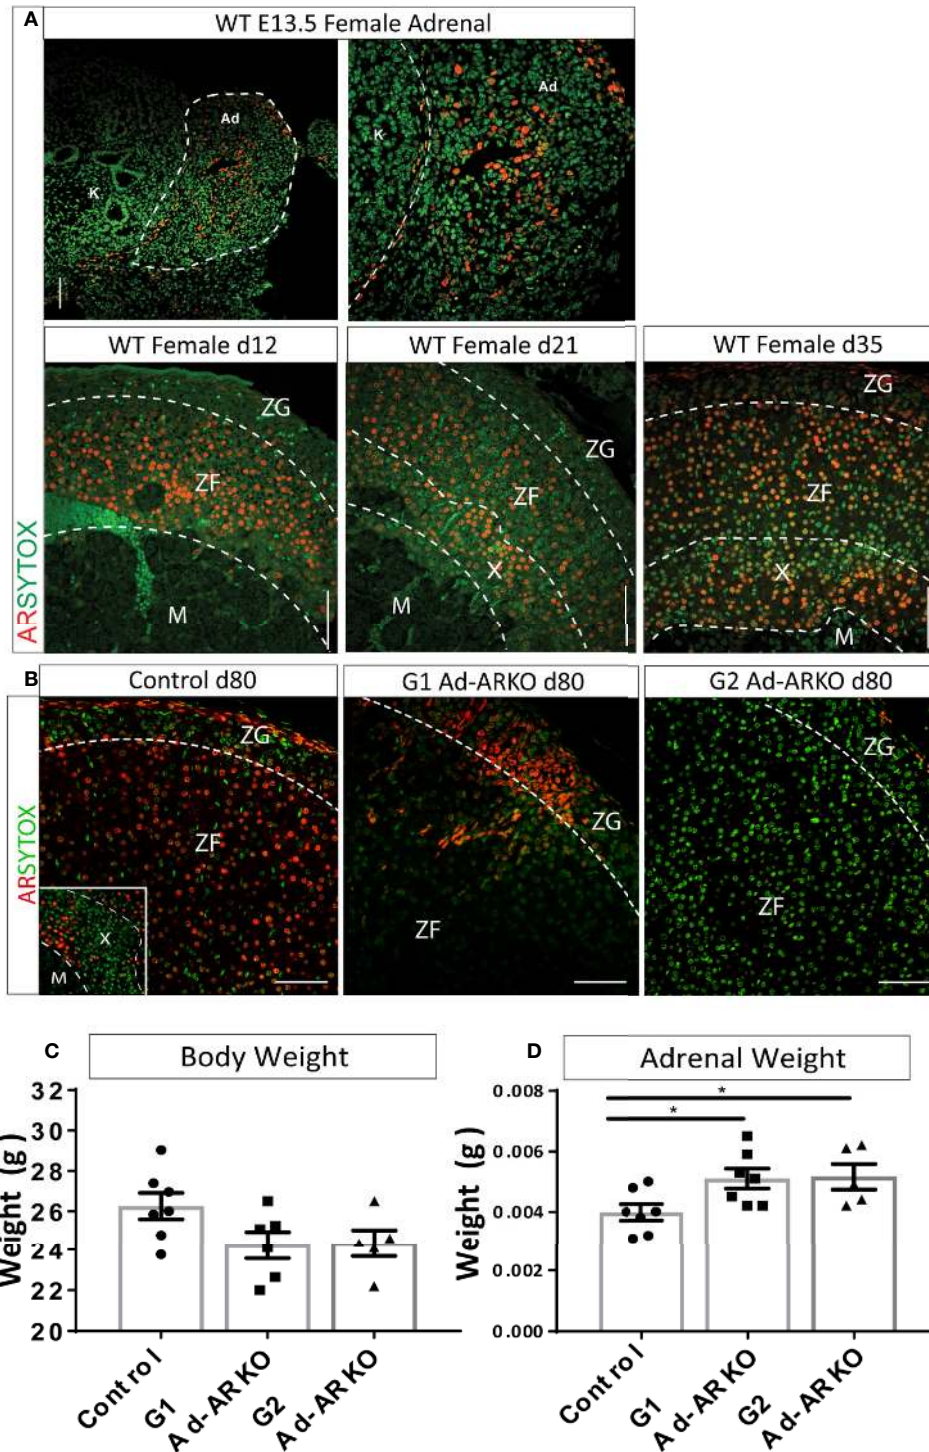 A
WT E13.5 Female Adrenal
Ad
K
Ad
K
WT Female d12
WT Female d21
WT Female d35
ZG
ZF
M
ZG
ZF
X
M
ZG
ZF
X
M
ARSYTOX
B
Control d80
G1 Ad-ARKO d80
G2 Ad-ARKO d80
ZG
ZF
X
M
ZG
ZF
ZG
ZF
ARSYTOX
C
Body Weight
32
30
28
26
24
22
20
Weight (g)
Control
G1
Ad-ARKO
G2
Ad-ARKO
D
Adrenal Weight
0.008
0.006
0.004
0.002
0.000
Weight (g)
*
*
Control
G1
Ad-ARKO
G2
Ad-ARKO